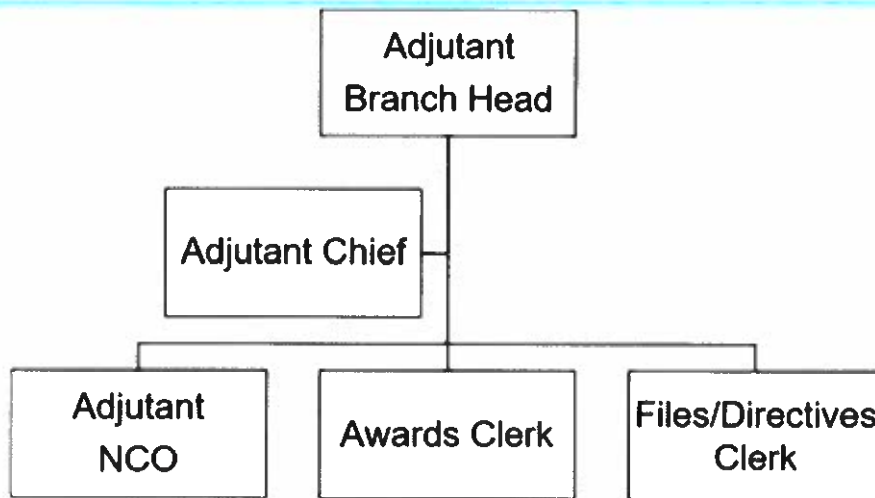 Adjutant
Branch Head
Adjutant Chief
Adjutant
NCO
Awards Clerk
Files/Directives
Clerk